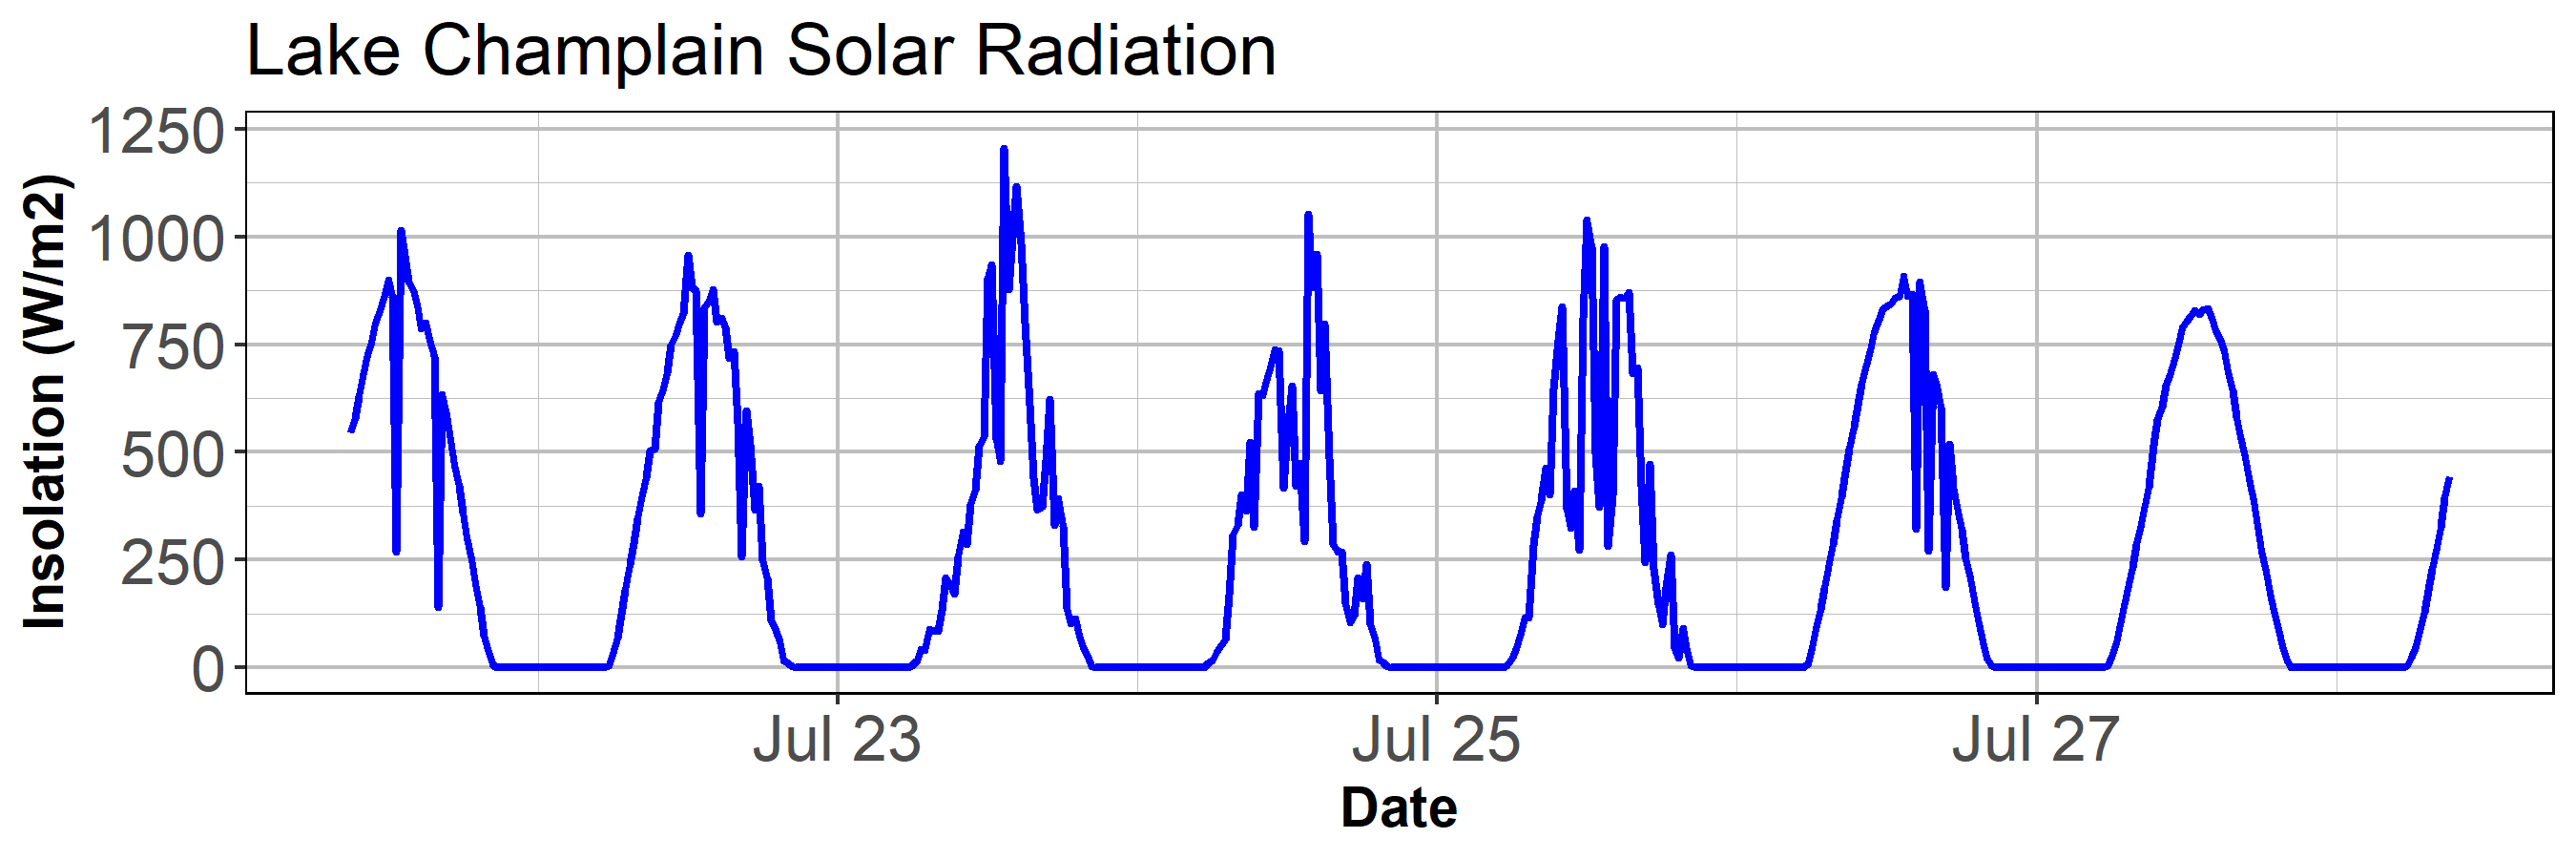 Lake Champlain Solar Radiation
1250
1000
750
500
250
0
Insolation (W/m2)
Jul 23
Jul 25
Jul 27
Date